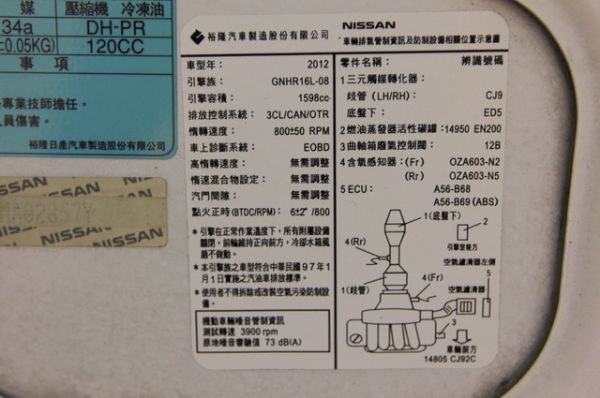 媒 壓縮機 冷凍油
34a DH-PR
±0.05KG) 120CC
事 項
專業技師擔任。
人員傷害。
裕隆日產汽車製造股份有限公司
NISSAN NISSAN
NISSAN
裕隆汽車製造股份有限公司
車型年: 2012
引擎族: GNHR16L-08
引擎容積: 1598cc
排放控制系統: 3CL/CAN/OTR
惰轉速度: 800±50 RPM
車上診斷系統: EOBD
高惰轉速度: 無需調整
惰速混合物設定: 無需調整
汽門間隙: 無需調整
點火正時(BTDC/RPM): 6±2° /800
*引擎在正常作業溫度下，所有附屬設備
關閉，前輪維持正向前方，冷卻水箱風
扇不做動。
*本引擎族之車型符合中華民國97年1
月1日實施之汽油車排放標準。
*使用者不得拆除或改裝空氣污染防制設
備。
機動車輛噪音管制資訊
測試轉速 3900 rpm
原地噪音審驗值 73 dB(A)
NISSAN
車輛排氣管制資訊及防制設備相關位置示意圖
零件名稱: 辨識號碼
1三元觸媒轉化器:
歧管 (LH/RH): CJ9
底盤下: ED5
2燃油蒸發器活性碳罐: 14950 EN200
3曲軸箱廢氣控制閥: 12B
4含氧感知器: (Fr) OZA603-N2
(Rr) OZA603-N5
5 ECU: A56-B68
A56-B69 (ABS)
1(底盤下)
2
引擎室後方
4(Rr)
空氣濾清器左側
空氣濾清器 5
4(Fr)
1(歧管)
3
車輛前方
14805 CJ92C